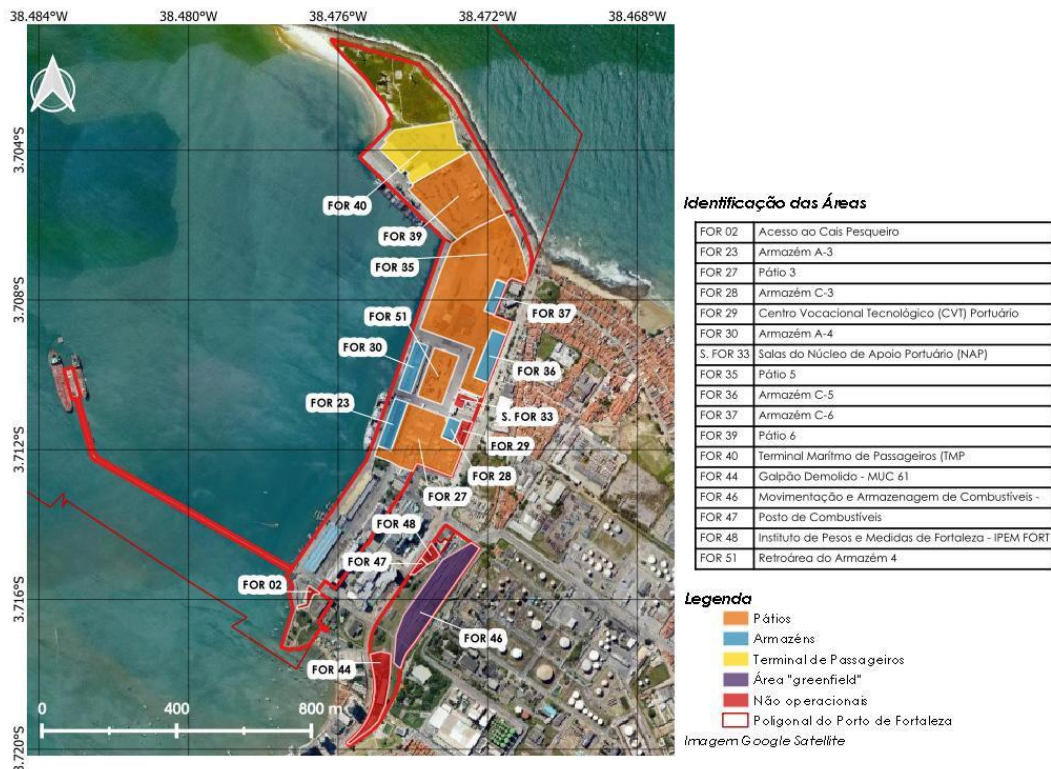 38.484°W
38.480°W
38.476°W
38.472°W
38.468°W
3.704°S
3.708°S
3.712°S
3.716°S
3.720°S
FOR 40
FOR 39
FOR 35
FOR 51
FOR 37
FOR 30
FOR 36
FOR 23
S. FOR 33
FOR 29
FOR 28
FOR 27
FOR 48
FOR 47
FOR 02
FOR 46
FOR 44
0 400 800 m
Identificação das Áreas
FOR 02 Acesso ao Cais Pesqueiro
FOR 23 Armazém A-3
FOR 27 Pátio 3
FOR 28 Armazém C-3
FOR 29 Centro Vocacional Tecnológico (CVT) Portuário
FOR 30 Armazém A-4
S. FOR 33 Salas do Núcleo de Apoio Portuário (NAP)
FOR 35 Pátio 5
FOR 36 Armazém C-5
FOR 37 Armazém C-6
FOR 39 Pátio 6
FOR 40 Terminal Marítmo de Passageiros (TMP
FOR 44 Galpão Demolido - MUC 61
FOR 46 Movimentação e Armazenagem de Combustíveis -
FOR 47 Posto de Combustíveis
FOR 48 Instituto de Pesos e Medidas de Fortaleza - IPEM FORT
FOR 51 Retroárea do Armazém 4
Legenda
Pátios
Armazéns
Terminal de Passageiros
Área "greenfield"
Não operacionais
Poligonal do Porto de Fortaleza
Imagem Google Satellite